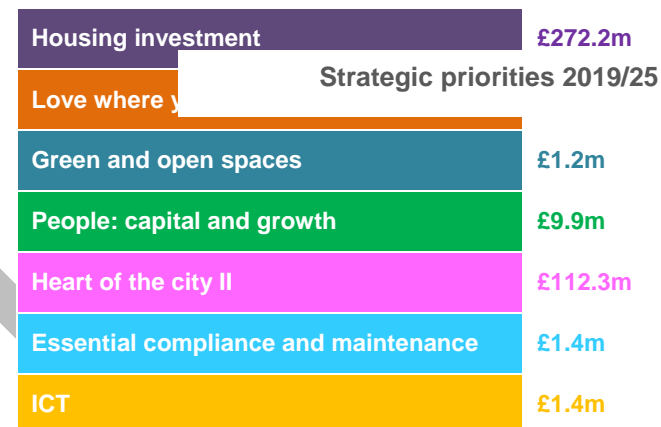 Housing investment £272.2m
Strategic priorities 2019/25
Love where
Green and open spaces £1.2m
People: capital and growth £9.9m
Heart of the city II £112.3m
Essential compliance and maintenance £1.4m
ICT £1.4m